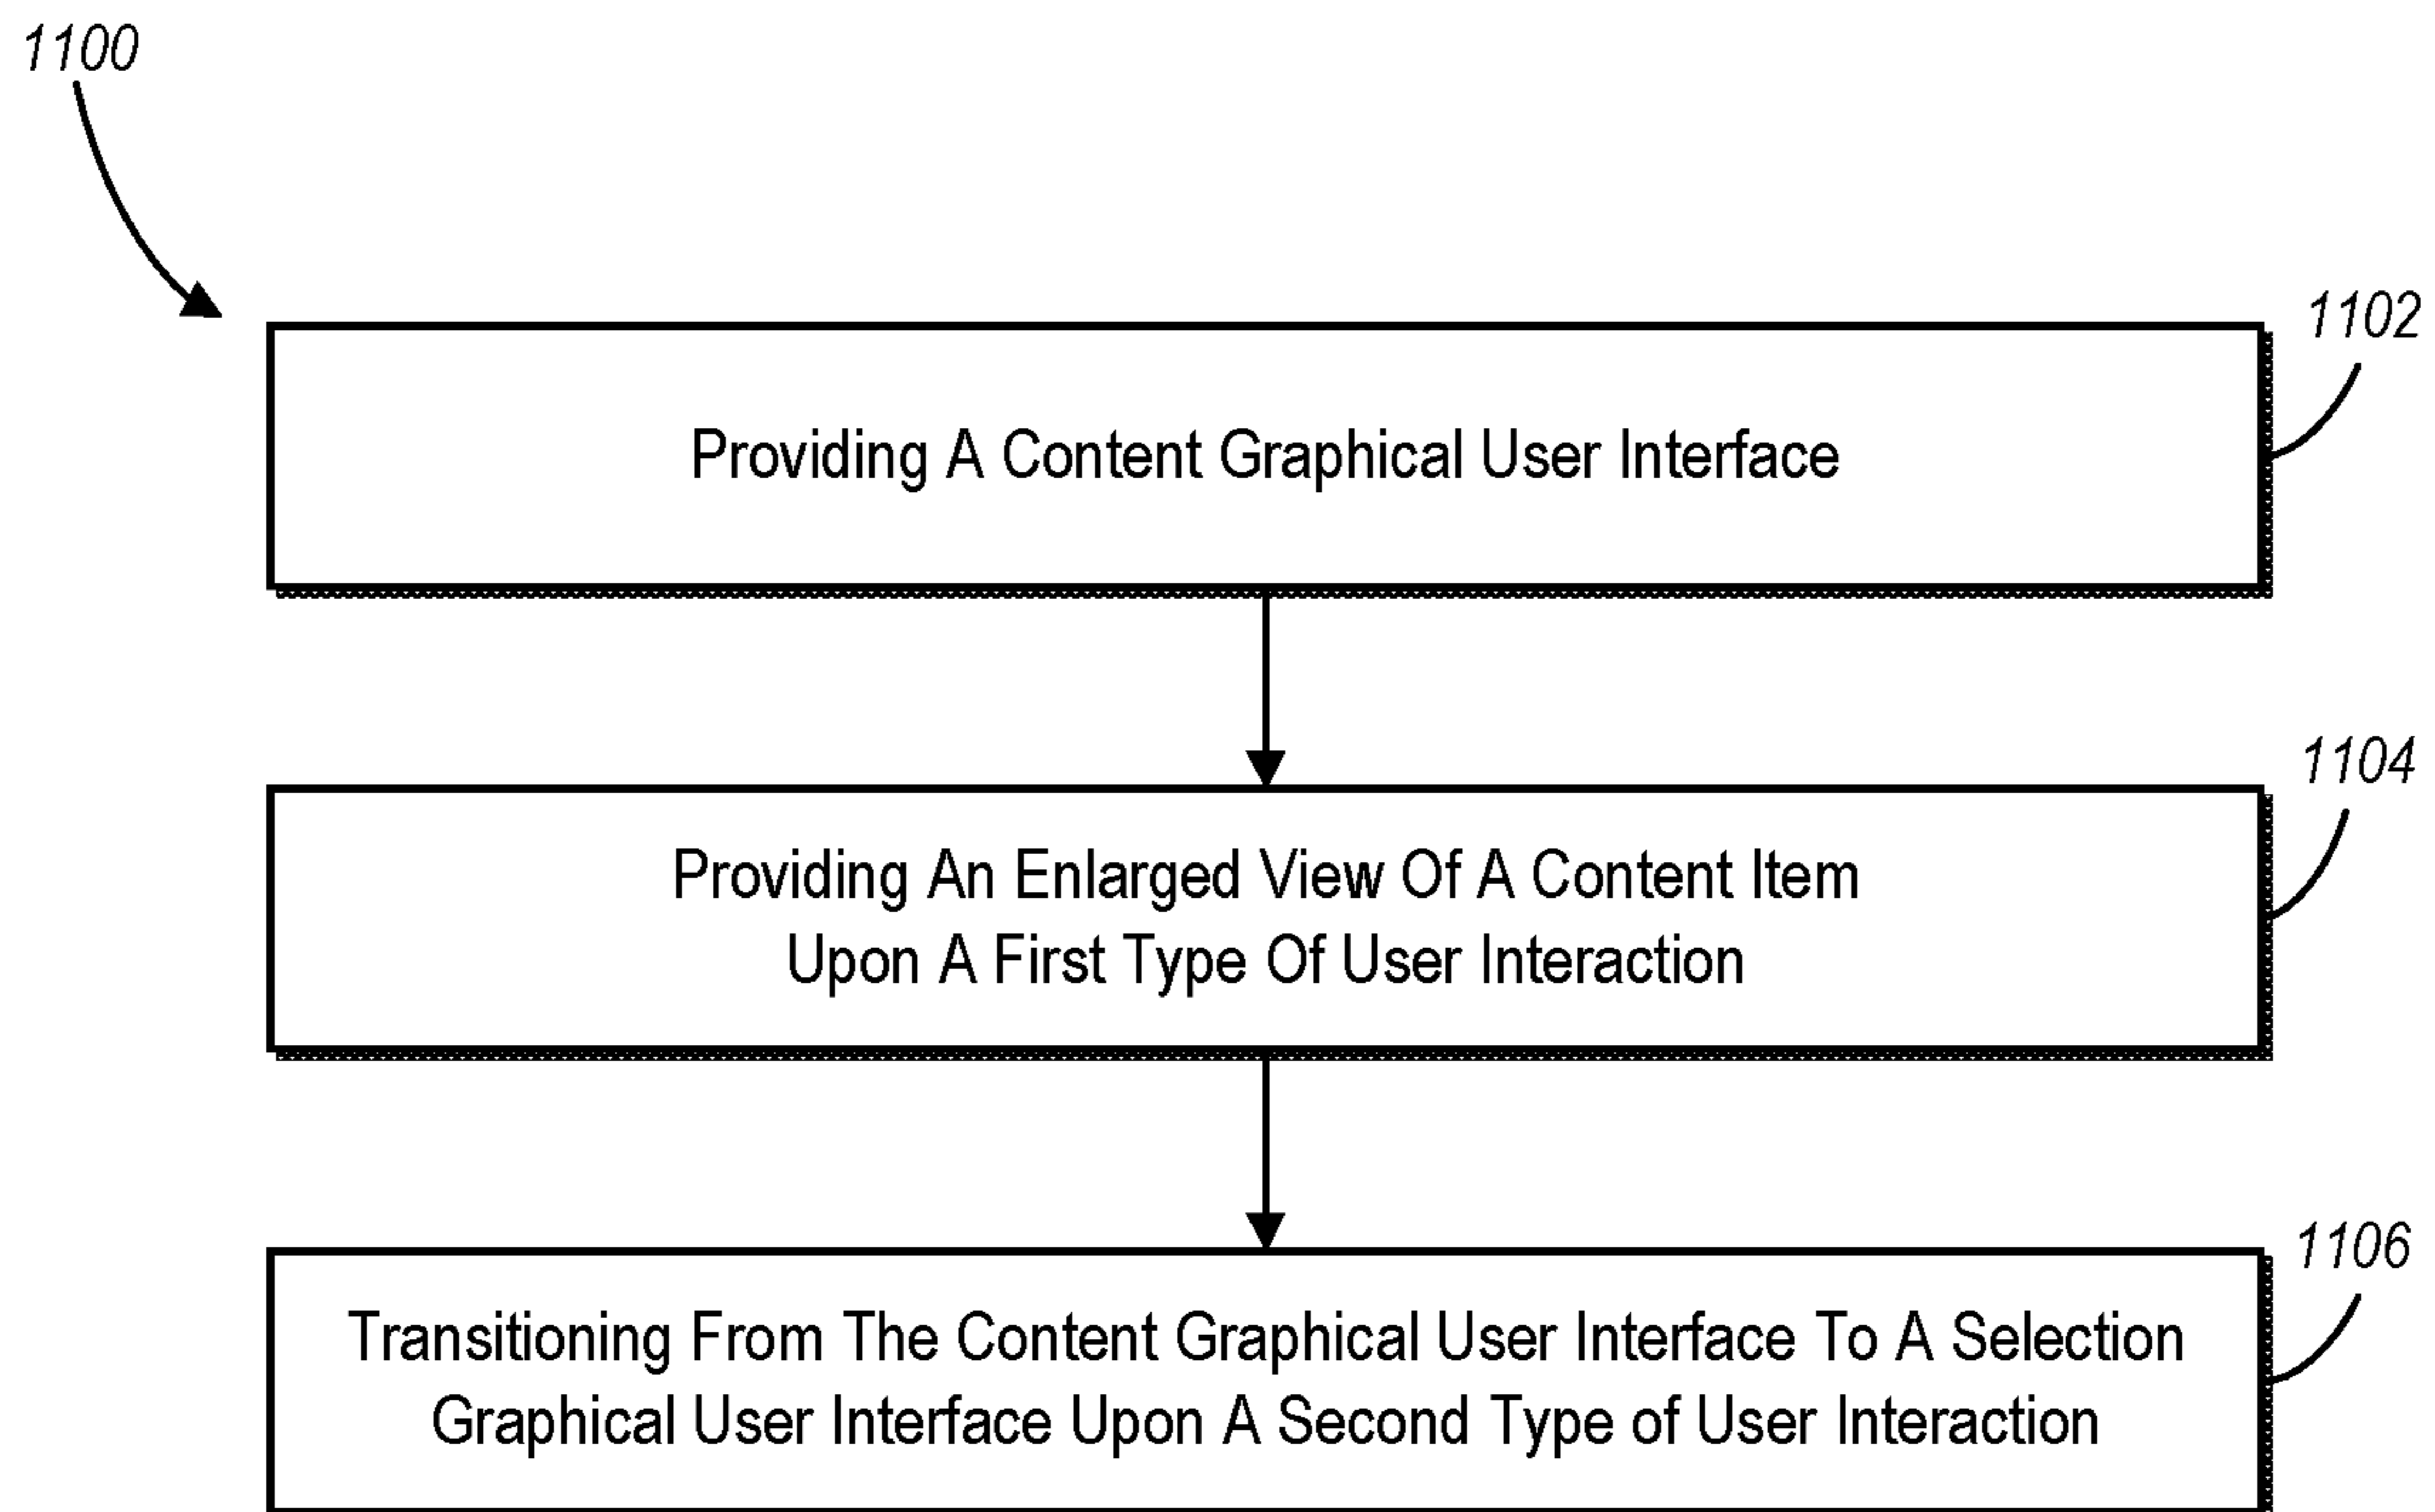 1100
1102
Providing A Content Graphical User Interface
1104
Providing An Enlarged View Of A Content Item
Upon A First Type Of User Interaction
1106
Transitioning From The Content Graphical User Interface To A Selection
Graphical User Interface Upon A Second Type of User Interaction